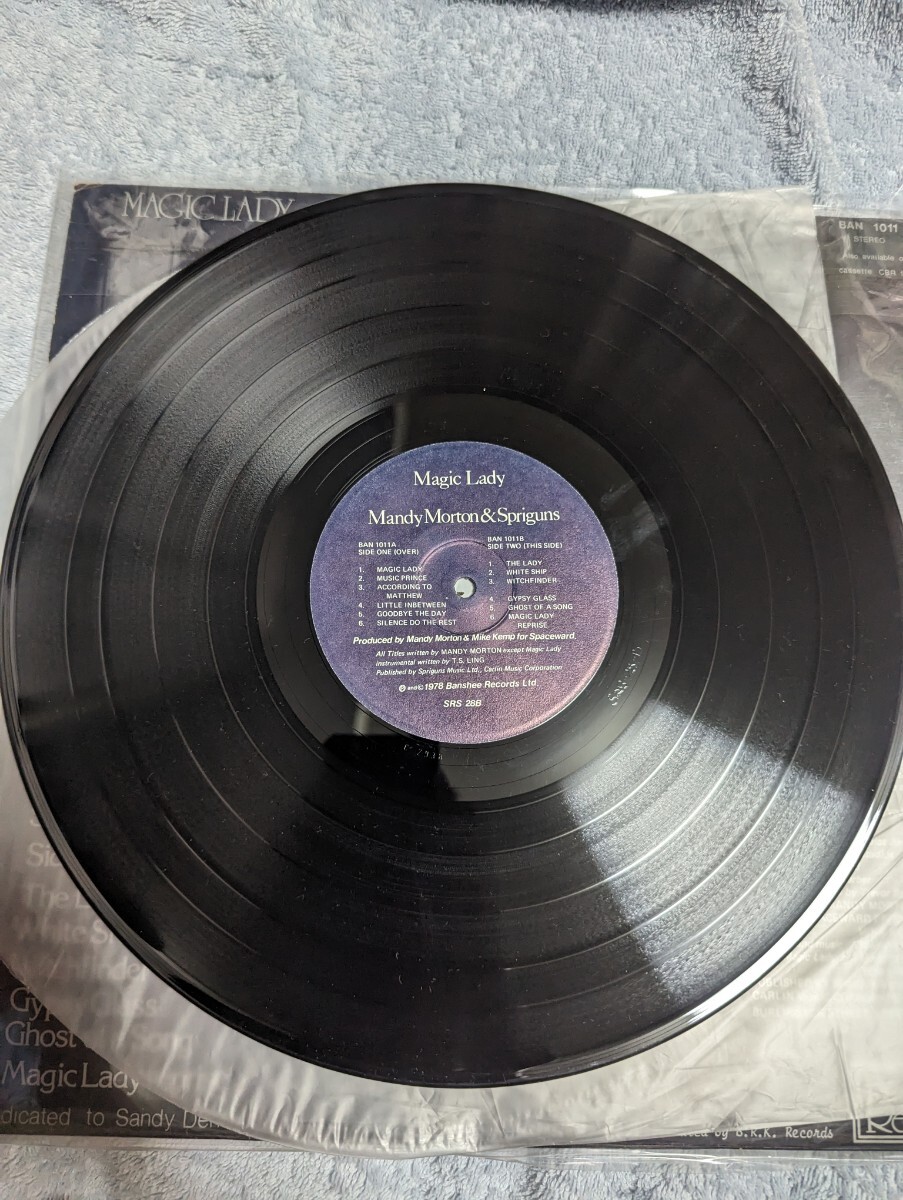 MAGIC LADY
BAN 1011
STEREO
Also available
cassette CBR
Magic Lady
Mandy Morton & Spriguns
BAN 1011A
SIDE ONE (OVER)
1. MAGIC LADY
2. MUSIC PRINCE
3. ACCORDING TO
MATTHEW
4. LITTLE INBETWEEN
5. GOODBYE THE DAY
6. SILENCE DO THE REST
BAN 1011B
SIDE TWO (THIS SIDE)
1. THE LADY
2. WHITE SHIP
3. WITCHFINDER
4. GYPSY GLASS
5. GHOST OF A SONG
6. MAGIC LADY
REPRISE
Produced by Mandy Morton & Mike Kemp for Spaceward.
All Titles written by MANDY MORTON except Magic Lady
instrumental written by T.S. LING
Published by Spriguns Music Ltd., Carlin Music Corporation
Ⓟ and © 1978 Banshee Records Ltd.
SRS 28B
White
Gypsy Glass
Ghost Song
Magic Lady
dicated to Sandy
by S.K.K. Records